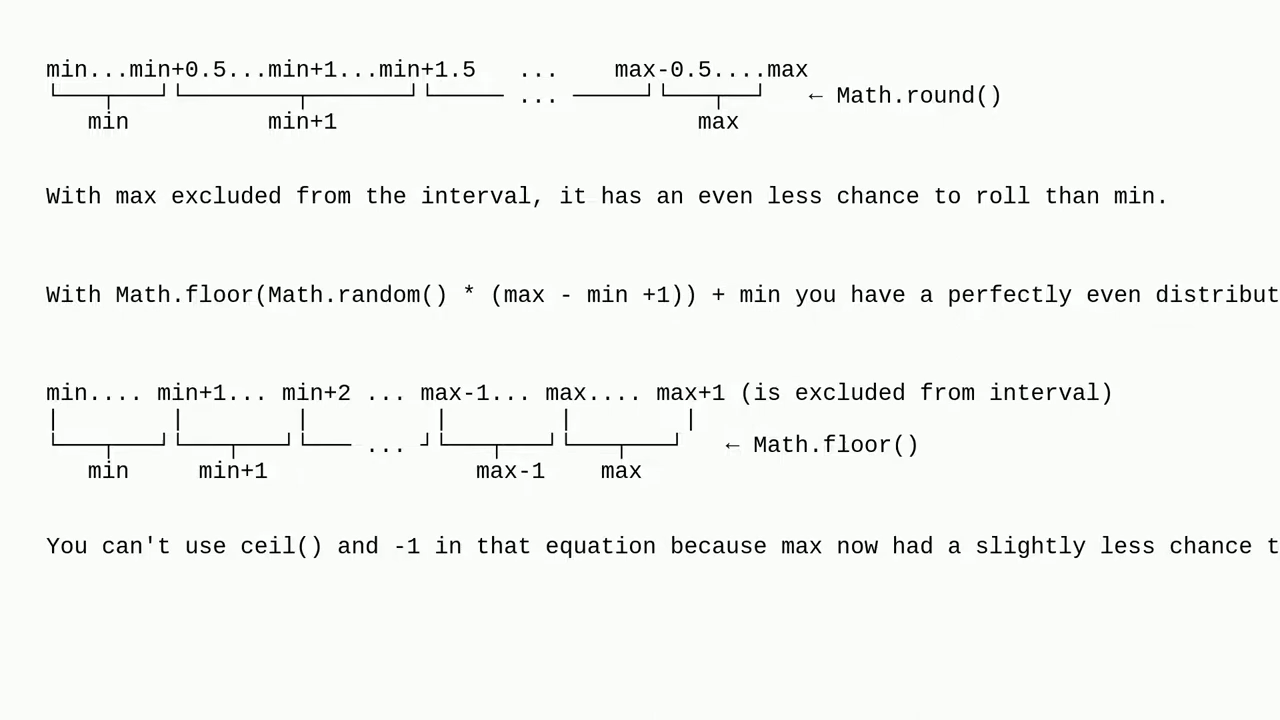 min...min+0.5...min+1...min+1.5   ...    max-0.5....max
└───┬───┘└────────┬───────┘└───── ... ─────┘└───┬──┘   ← Math.round()
   min          min+1                          max
With max excluded from the interval, it has an even less chance to roll than min.
With Math.floor(Math.random() * (max - min +1)) + min you have a perfectly even distribut
min.... min+1... min+2 ... max-1... max.... max+1 (is excluded from interval)
|        |        |         |        |        |
└───┬───┘└───┬───┘└─── ... ┘└───┬───┘└───┬───┘   ← Math.floor()
   min     min+1               max-1    max
You can't use ceil() and -1 in that equation because max now had a slightly less chance t